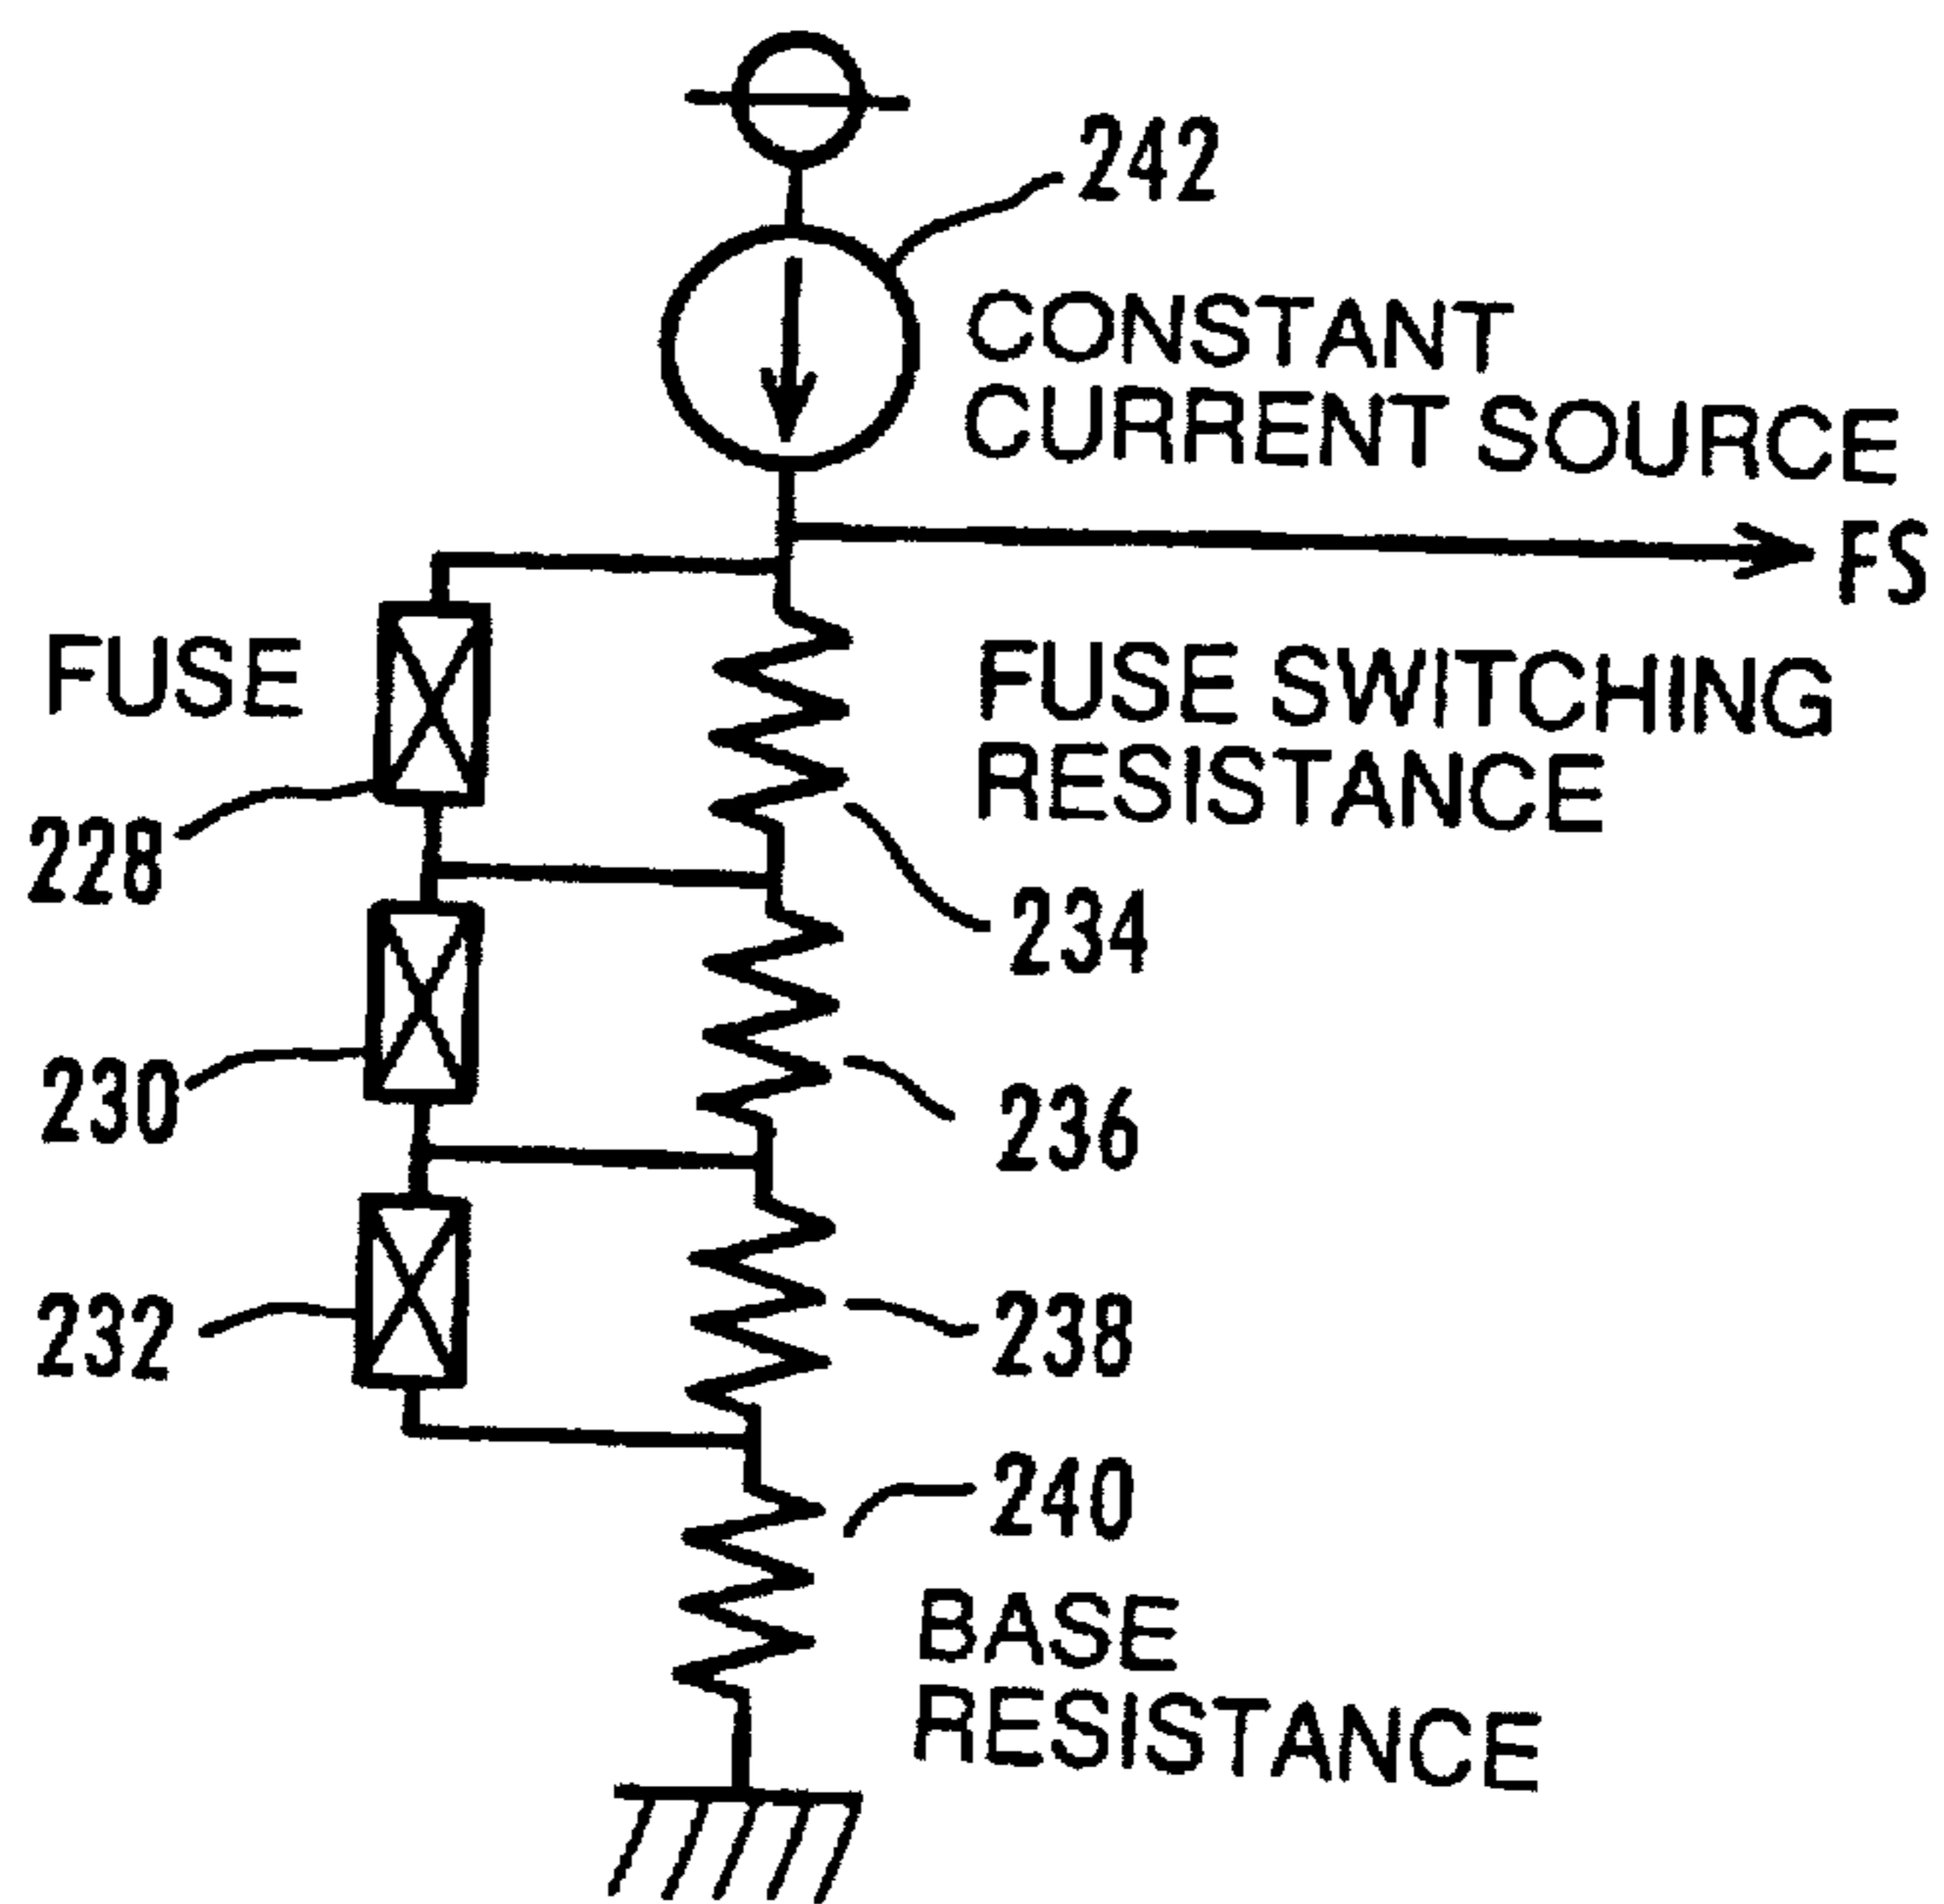 242
CONSTANT
CURRENT SOURCE
FS
FUSE
FUSE SWITCHING
RESISTANCE
228
234
230
236
232
238
240
BASE
RESISTANCE